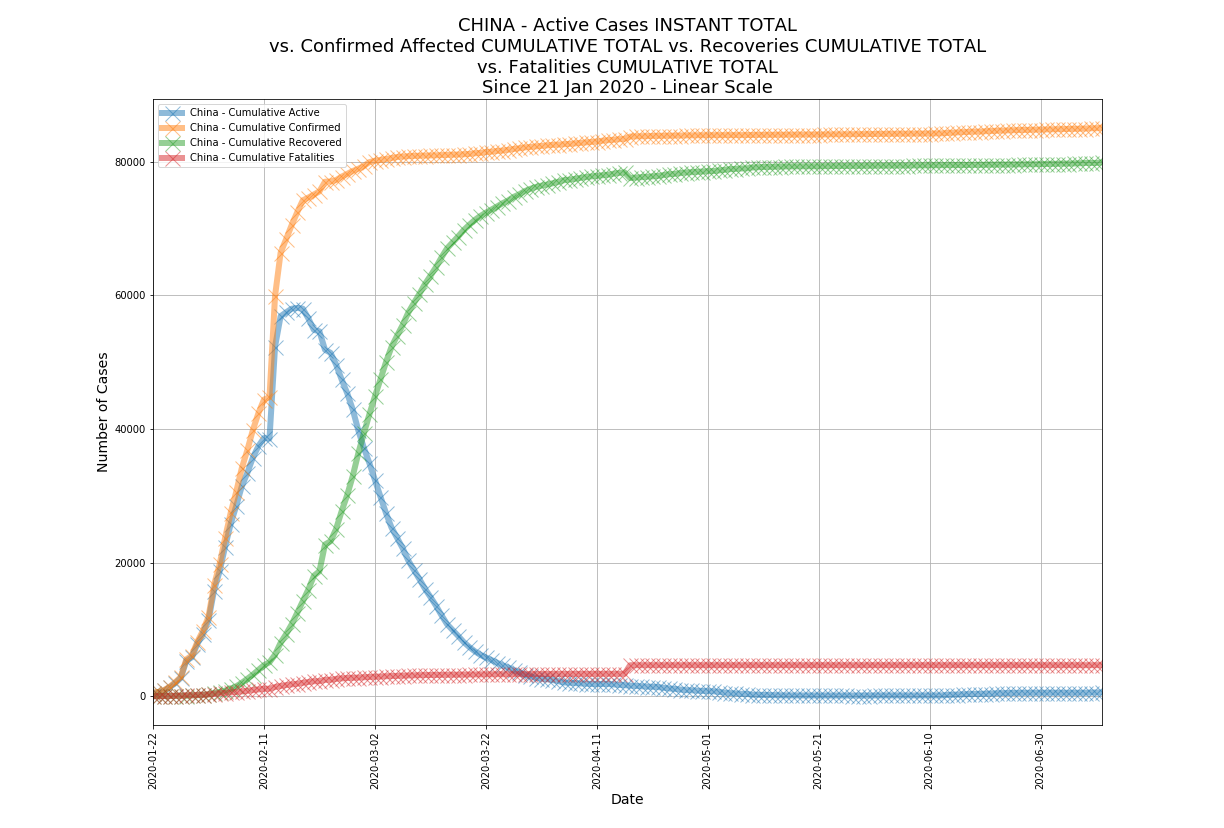 CHINA - Active Cases INSTANT TOTAL
vs. Confirmed Affected CUMULATIVE TOTAL vs. Recoveries CUMULATIVE TOTAL
vs. Fatalities CUMULATIVE TOTAL
Since 21 Jan 2020 - Linear Scale
China - Cumulative Active
China - Cumulative Confirmed
China - Cumulative Recovered
China - Cumulative Fatalities
Number of Cases
80000
60000
40000
20000
0
2020-01-22
2020-02-11
2020-03-02
2020-03-22
2020-04-11
2020-05-01
2020-05-21
2020-06-10
2020-06-30
Date